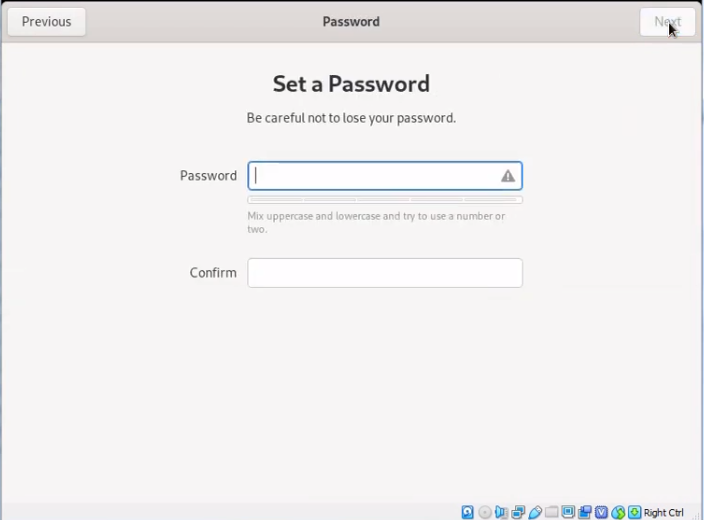 Previous
Password
Next
Set a Password
Be careful not to lose your password.
Password
Mix uppercase and lowercase and try to use a number or
two.
Confirm
Right Ctrl